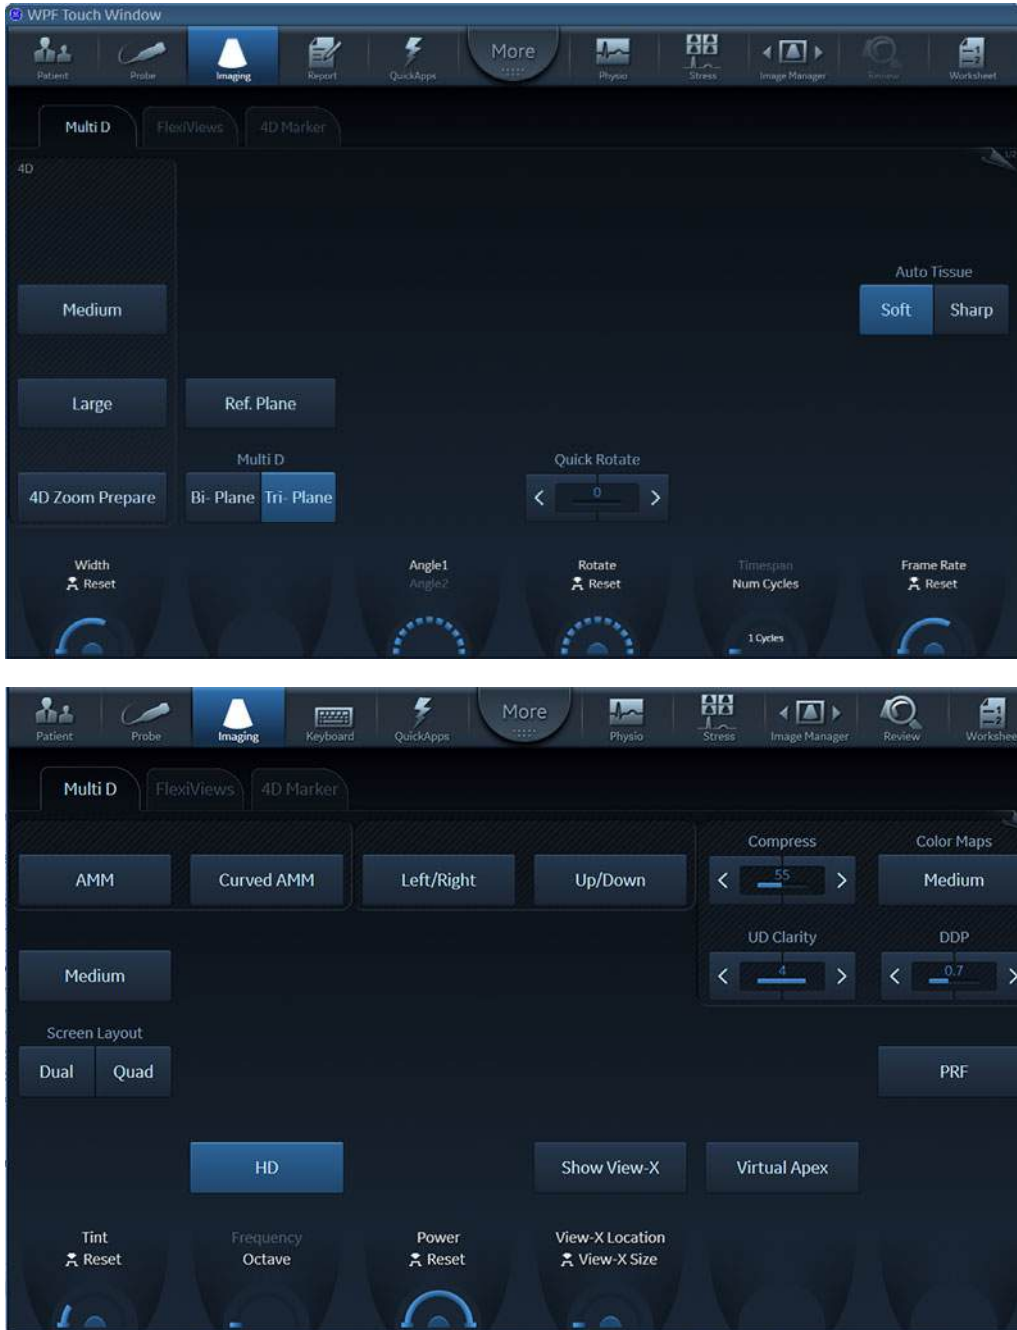 WPF Touch Window
Patient Probe Imaging Report QuickApps More Physio Stress Image Manager Review Worksheet
Multi D FlexiViews 4D Marker
1/2
4D
Auto Tissue
Medium Soft Sharp
Large Ref. Plane
Multi D Quick Rotate
4D Zoom Prepare Bi- Plane Tri- Plane 0
Width Angle1 Rotate Timespan Frame Rate
Reset Angle2 Reset Num Cycles Reset
1 Cycles
Patient Probe Imaging Keyboard QuickApps More Physio Stress Image Manager Review Workshee
Multi D FlexiViews 4D Marker
Compress Color Maps
AMM Curved AMM Left/Right Up/Down 55 Medium
UD Clarity DDP
Medium 4 0.7
Screen Layout
Dual Quad PRF
HD Show View-X Virtual Apex
Tint Frequency Power View-X Location
Reset Octave Reset View-X Size